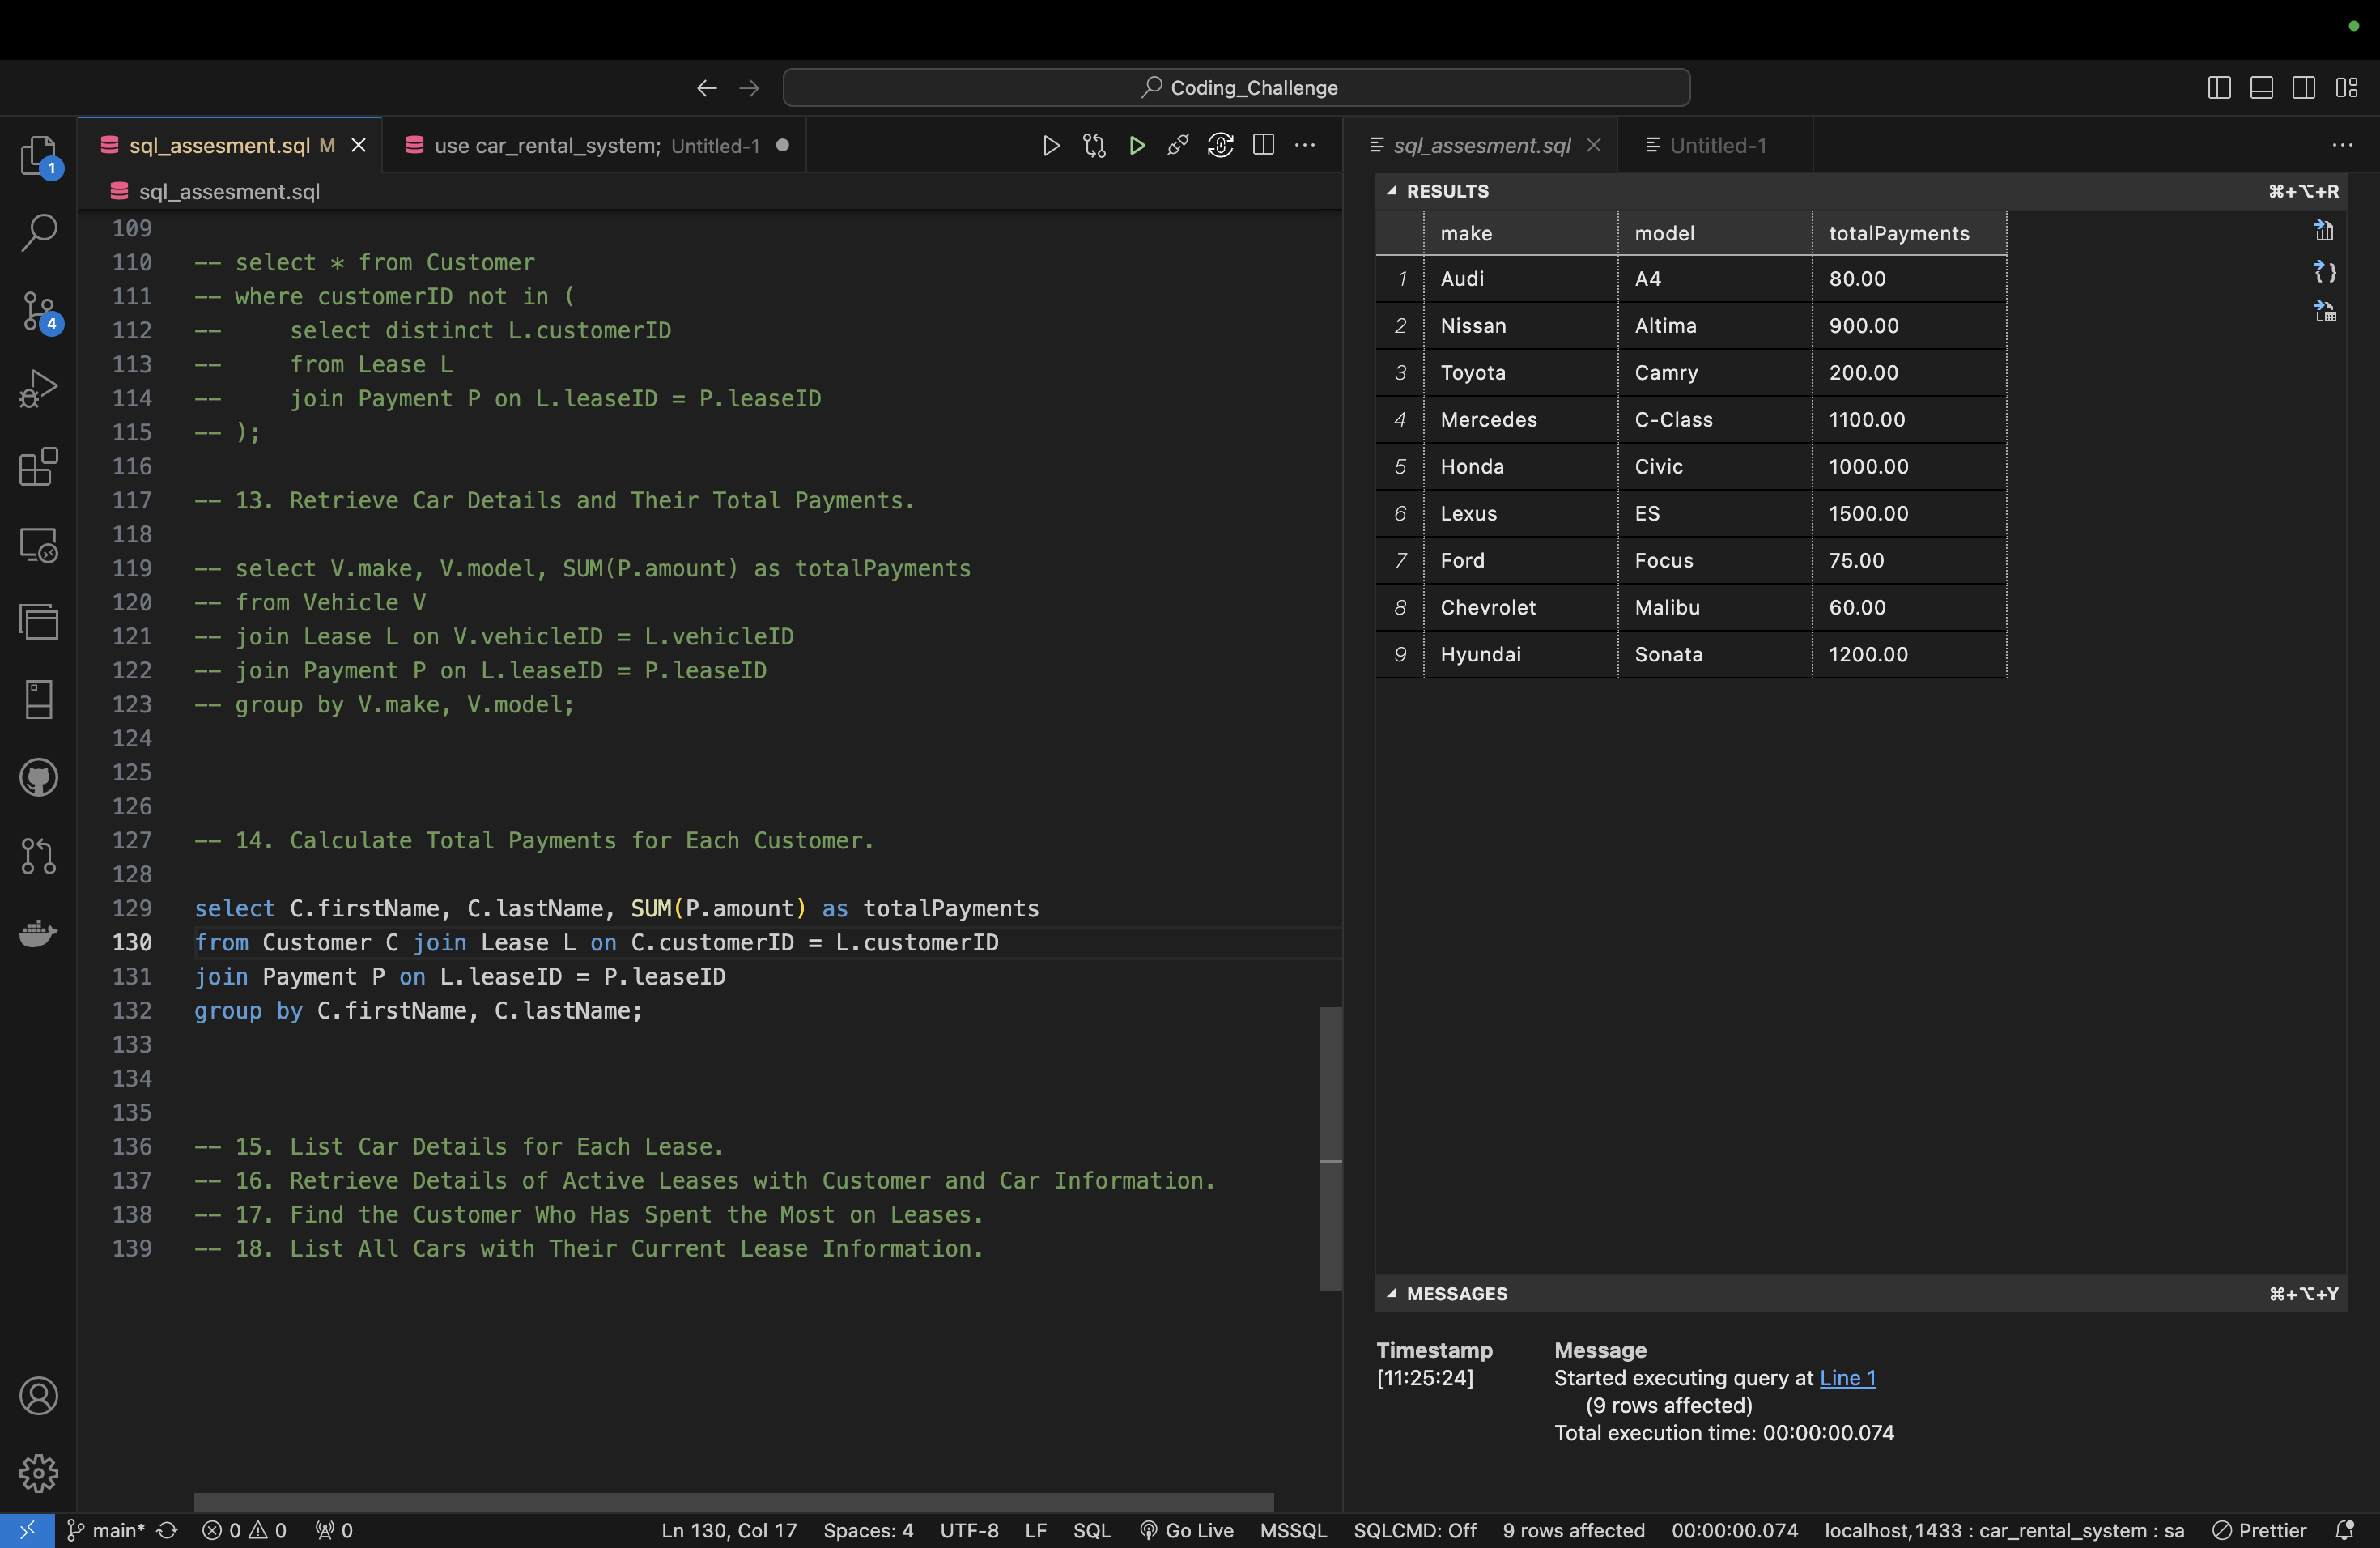 Coding_Challenge
sql_assesment.sql M
use car_rental_system; Untitled-1
sql_assesment.sql
109
110 -- select * from Customer
111 -- where customerID not in (
112 --     select distinct L.customerID
113 --     from Lease L
114 --     join Payment P on L.leaseID = P.leaseID
115 -- );
116
117 -- 13. Retrieve Car Details and Their Total Payments.
118
119 -- select V.make, V.model, SUM(P.amount) as totalPayments
120 -- from Vehicle V
121 -- join Lease L on V.vehicleID = L.vehicleID
122 -- join Payment P on L.leaseID = P.leaseID
123 -- group by V.make, V.model;
124
125
126
127 -- 14. Calculate Total Payments for Each Customer.
128
129 select C.firstName, C.lastName, SUM(P.amount) as totalPayments
130 from Customer C join Lease L on C.customerID = L.customerID
131 join Payment P on L.leaseID = P.leaseID
132 group by C.firstName, C.lastName;
133
134
135
136 -- 15. List Car Details for Each Lease.
137 -- 16. Retrieve Details of Active Leases with Customer and Car Information.
138 -- 17. Find the Customer Who Has Spent the Most on Leases.
139 -- 18. List All Cars with Their Current Lease Information.
1
4
sql_assesment.sql
Untitled-1
RESULTS ⌘+⌥+R
make model totalPayments
1 Audi A4 80.00
2 Nissan Altima 900.00
3 Toyota Camry 200.00
4 Mercedes C-Class 1100.00
5 Honda Civic 1000.00
6 Lexus ES 1500.00
7 Ford Focus 75.00
8 Chevrolet Malibu 60.00
9 Hyundai Sonata 1200.00
MESSAGES ⌘+⌥+Y
Timestamp Message
[11:25:24] Started executing query at Line 1
(9 rows affected)
Total execution time: 00:00:00.074
main* 0 0 0 Ln 130, Col 17 Spaces: 4 UTF-8 LF SQL Go Live MSSQL SQLCMD: Off 9 rows affected 00:00:00.074 localhost,1433 : car_rental_system : sa Prettier